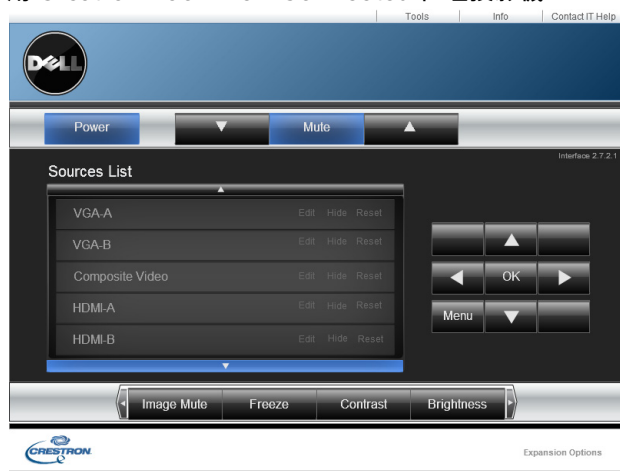 Tools Info Contact IT Help
DELL
Power Mute
Interface 2.7.2.1
Sources List
VGA-A Edit Hide Reset
VGA-B Edit Hide Reset
Composite Video Edit Hide Reset
HDMI-A Edit Hide Reset
HDMI-B Edit Hide Reset
OK
Menu
Image Mute Freeze Contrast Brightness
CRESTRON Expansion Options